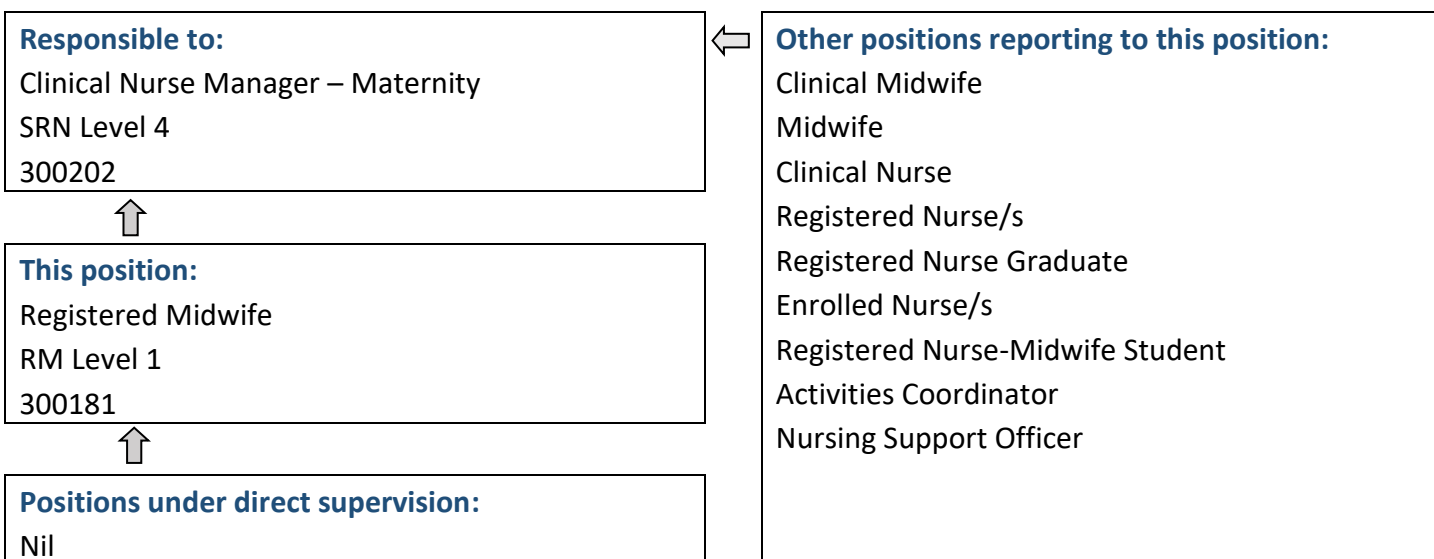 Responsible to:
Clinical Nurse Manager – Maternity
SRN Level 4
300202
This position:
Registered Midwife
RM Level 1
300181
Positions under direct supervision:
Nil
Other positions reporting to this position:
Clinical Midwife
Midwife
Clinical Nurse
Registered Nurse/s
Registered Nurse Graduate
Enrolled Nurse/s
Registered Nurse-Midwife Student
Activities Coordinator
Nursing Support Officer